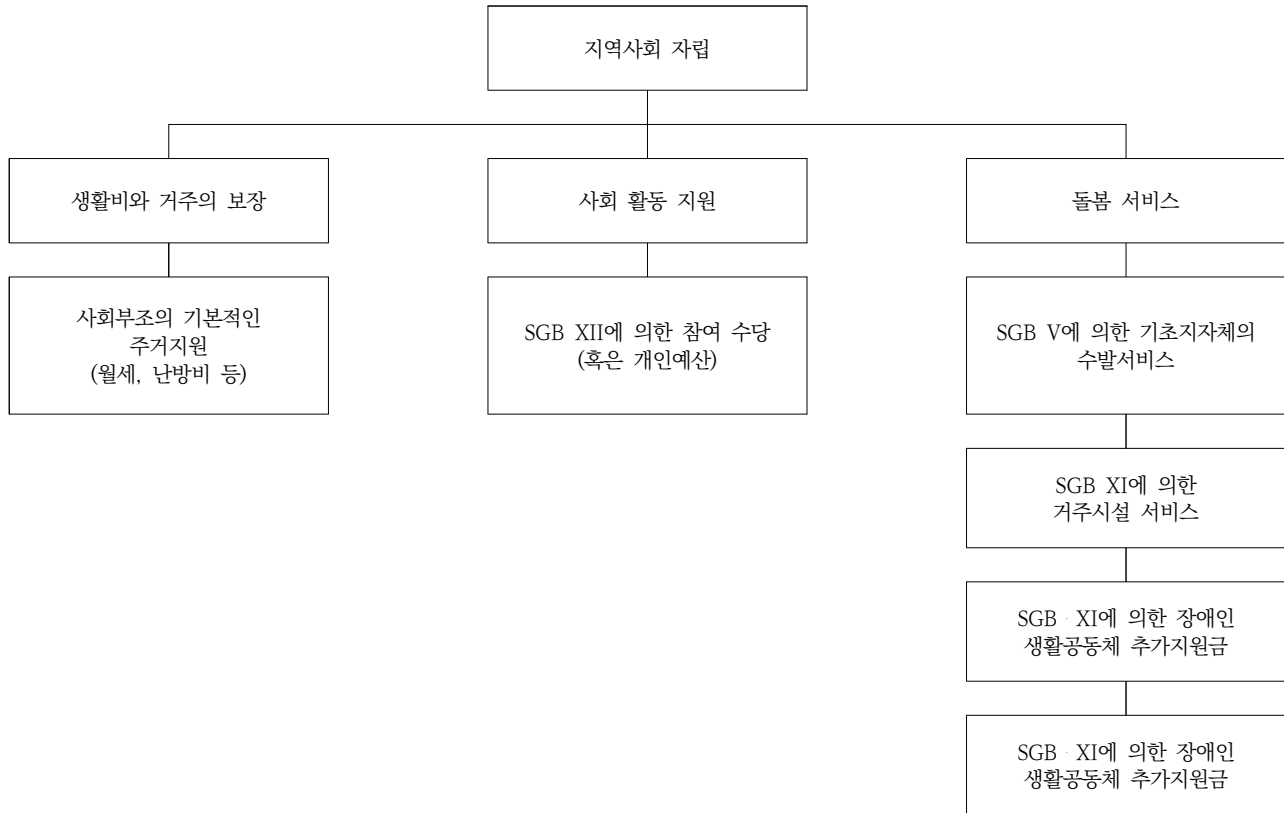 지역사회 자립
생활비와 거주의 보장
사회 활동 지원
돌봄 서비스
사회부조의 기본적인
주거지원
(월세, 난방비 등)
SGB XII에 의한 참여 수당
(혹은 개인예산)
SGB V에 의한 기초지자체의
수발서비스
SGB XI에 의한
거주시설 서비스
SGB XI에 의한 장애인
생활공동체 추가지원금
SGB XI에 의한 장애인
생활공동체 추가지원금